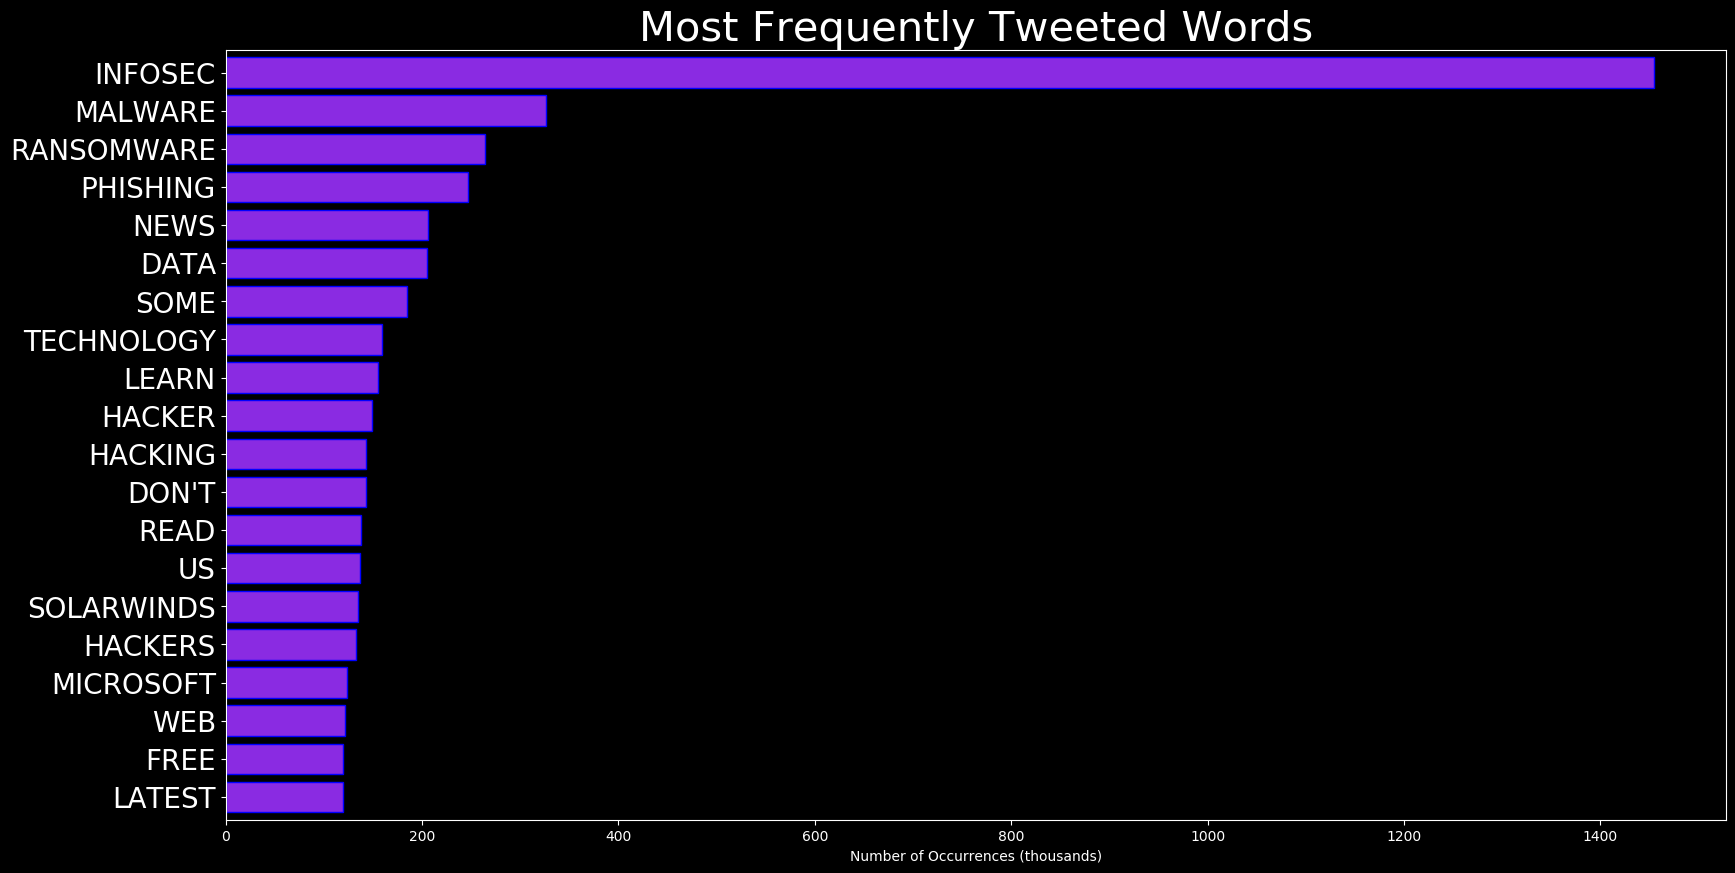 Most Frequently Tweeted Words
INFOSEC
MALWARE
RANSOMWARE
PHISHING
NEWS
DATA
SOME
TECHNOLOGY
LEARN
HACKER
HACKING
DON'T
READ
US
SOLARWINDS
HACKERS
MICROSOFT
WEB
FREE
LATEST
0 200 400 600 800 1000 1200 1400
Number of Occurrences (thousands)